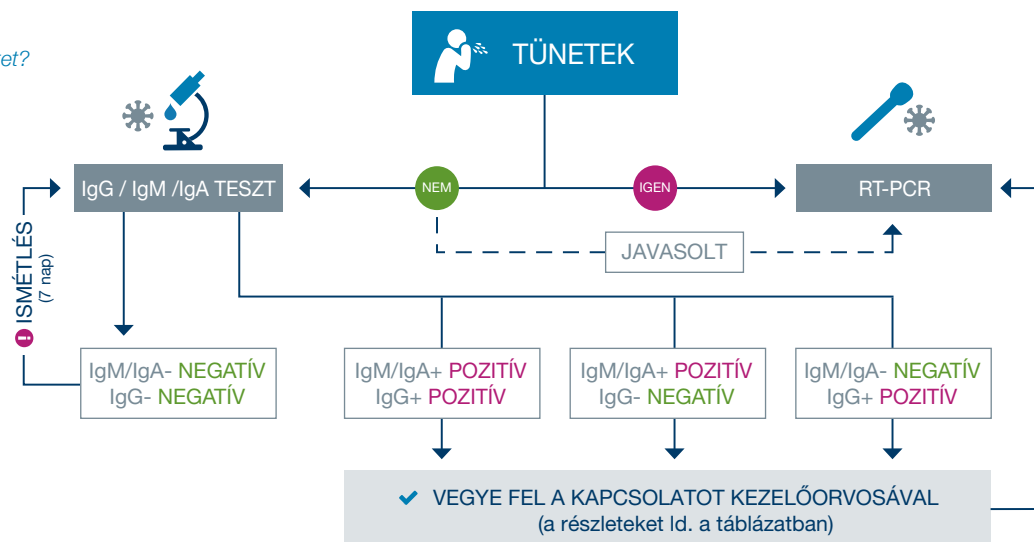 TÜNETEK
IgG / IgM /IgA TESZT
NEM
IGEN
RT-PCR
JAVASOLT
ISMÉTLÉS
(7 nap)
IgM/IgA- NEGATÍV
IgG- NEGATÍV
IgM/IgA+ POZITÍV
IgG+ POZITÍV
IgM/IgA+ POZITÍV
IgG- NEGATÍV
IgM/IgA- NEGATÍV
IgG+ POZITÍV
VEGYE FEL A KAPCSOLATOT KEZELŐORVOSÁVAL
(a részleteket ld. a táblázatban)